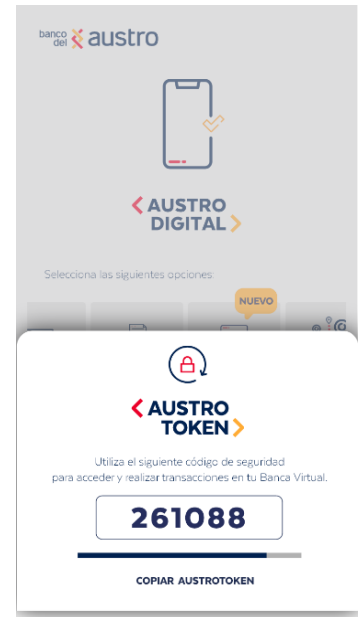 banco del austro
AUSTRO
DIGITAL
Selecciona las siguientes opciones
NUEVO
AUSTRO
TOKEN
Utiliza el siguiente código de seguridad
para acceder y realizar transacciones en tu Banca Virtual.
261088
COPIAR AUSTROTOKEN